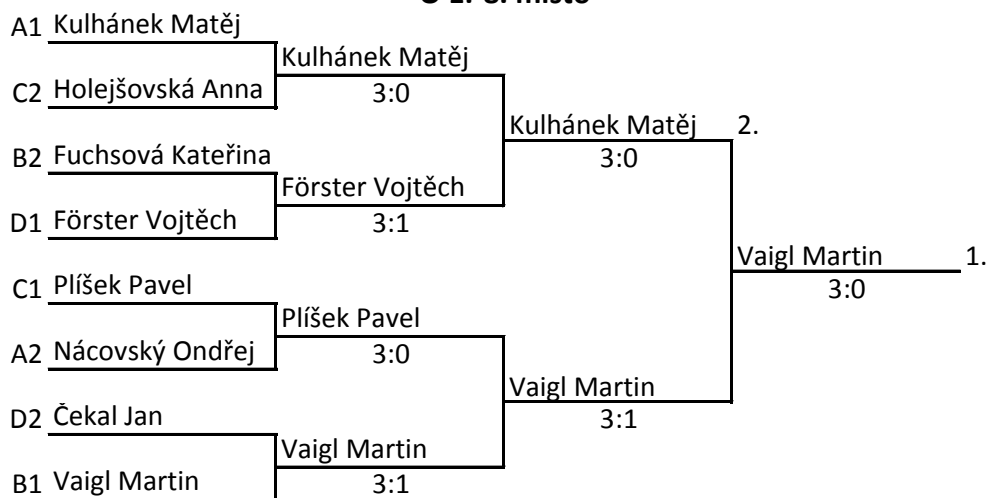 A1 Kulhánek Matěj
Kulhánek Matěj
C2 Holejšovská Anna
3:0
Kulhánek Matěj 2.
B2 Fuchsová Kateřina
3:0
Förster Vojtěch
D1 Förster Vojtěch
3:1
Vaigl Martin 1.
C1 Plíšek Pavel
3:0
Plíšek Pavel
A2 Nácovský Ondřej
3:0
Vaigl Martin
D2 Čekal Jan
3:1
Vaigl Martin
B1 Vaigl Martin
3:1